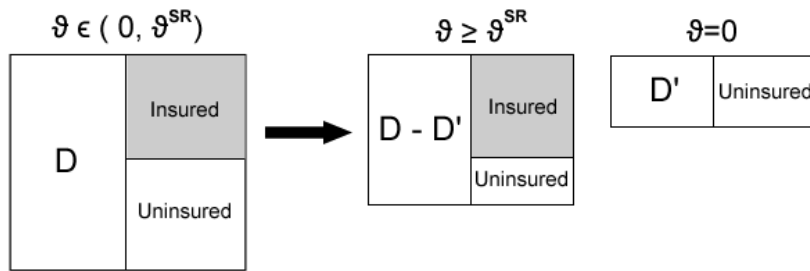 ϑ ϵ ( 0, ϑ^SR)
ϑ ≥ ϑ^SR
ϑ=0
D
Insured
Uninsured
D - D'
Insured
Uninsured
D'
Uninsured